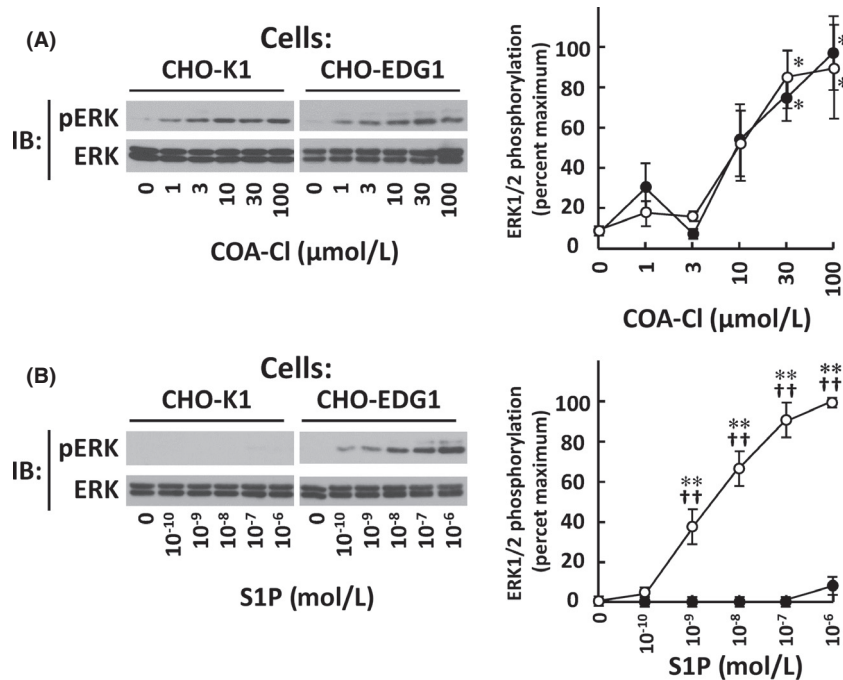 (A)
Cells:
CHO-K1 CHO-EDG1
IB:
pERK
ERK
0 1 3 10 30 100 0 1 3 10 30 100
COA-Cl (μmol/L)
ERK1/2 phosphorylation
(percent maximum)
100
80
60
40
20
0
* *
* *
0 1 3 10 30 100
COA-Cl (μmol/L)
(B)
Cells:
CHO-K1 CHO-EDG1
IB:
pERK
ERK
0 10⁻¹⁰ 10⁻⁹ 10⁻⁸ 10⁻⁷ 10⁻⁶ 0 10⁻¹⁰ 10⁻⁹ 10⁻⁸ 10⁻⁷ 10⁻⁶
S1P (mol/L)
ERK1/2 phosphorylation
(percet maximum)
100
80
60
40
20
0
** ** ** **
†† †† †† ††
0 10⁻¹⁰ 10⁻⁹ 10⁻⁸ 10⁻⁷ 10⁻⁶
S1P (mol/L)